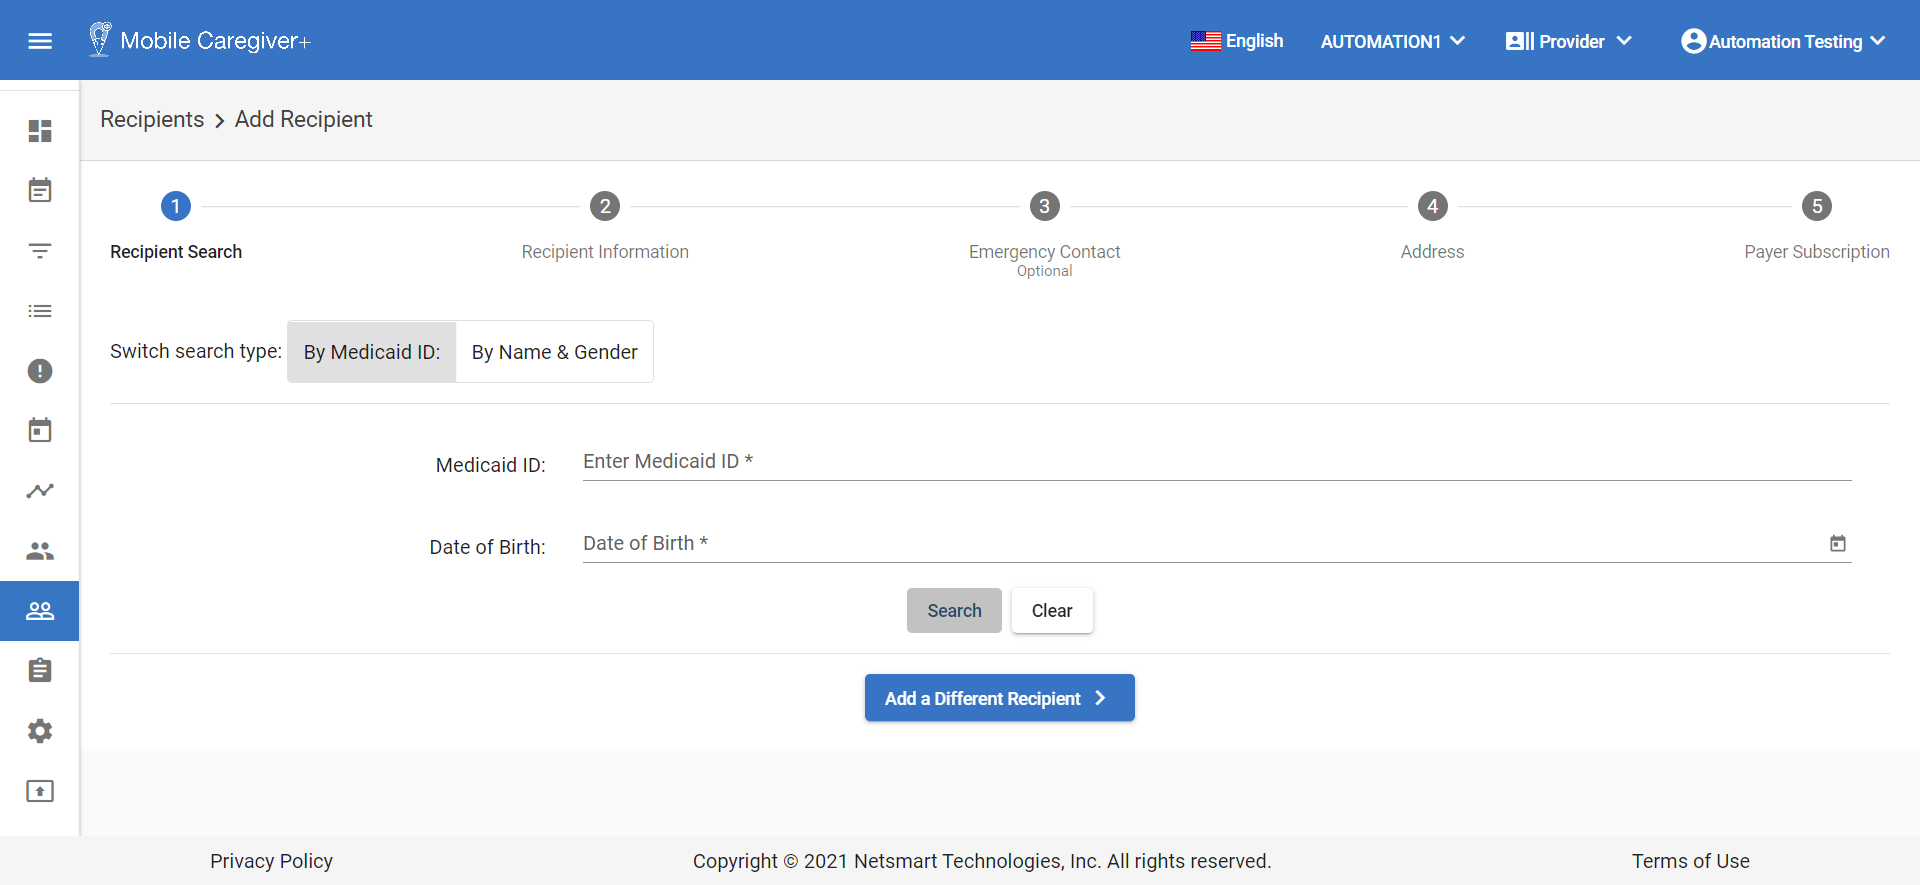 Mobile Caregiver+
English
AUTOMATION1
Provider
Automation Testing
Recipients > Add Recipient
1
2
3
4
5
Recipient Search
Recipient Information
Emergency Contact
Optional
Address
Payer Subscription
Switch search type:
By Medicaid ID:
By Name & Gender
Medicaid ID:
Enter Medicaid ID *
Date of Birth:
Date of Birth *
Search
Clear
Add a Different Recipient
Privacy Policy
Copyright © 2021 Netsmart Technologies, Inc. All rights reserved.
Terms of Use